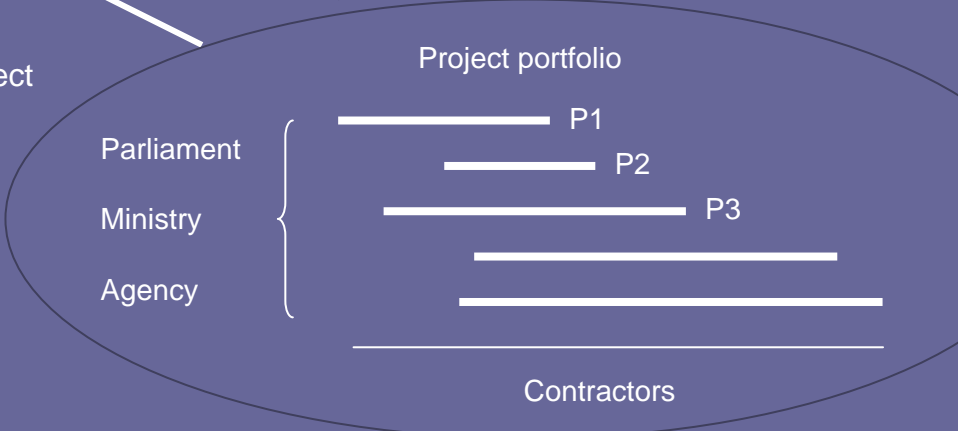 Project portfolio
ect
P1
Parliament
P2
P3
Ministry
Agency
Contractors